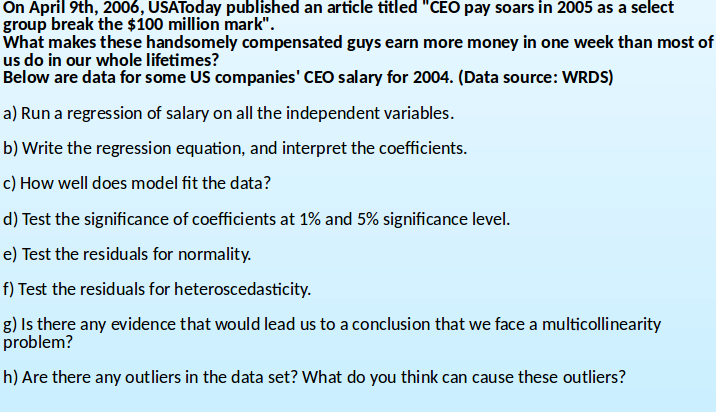 On April 9th, 2006, USAToday published an article titled "CEO pay soars in 2005 as a select
group break the $100 million mark".
What makes these handsomely compensated guys earn more money in one week than most of
us do in our whole lifetimes?
Below are data for some US companies' CEO salary for 2004. (Data source: WRDS)
a) Run a regression of salary on all the independent variables.
b) Write the regression equation, and interpret the coefficients.
c) How well does model fit the data?
d) Test the significance of coefficients at 1% and 5% significance level.
e) Test the residuals for normality.
f) Test the residuals for heteroscedasticity.
g) Is there any evidence that would lead us to a conclusion that we face a multicollinearity
problem?
h) Are there any outliers in the data set? What do you think can cause these outliers?